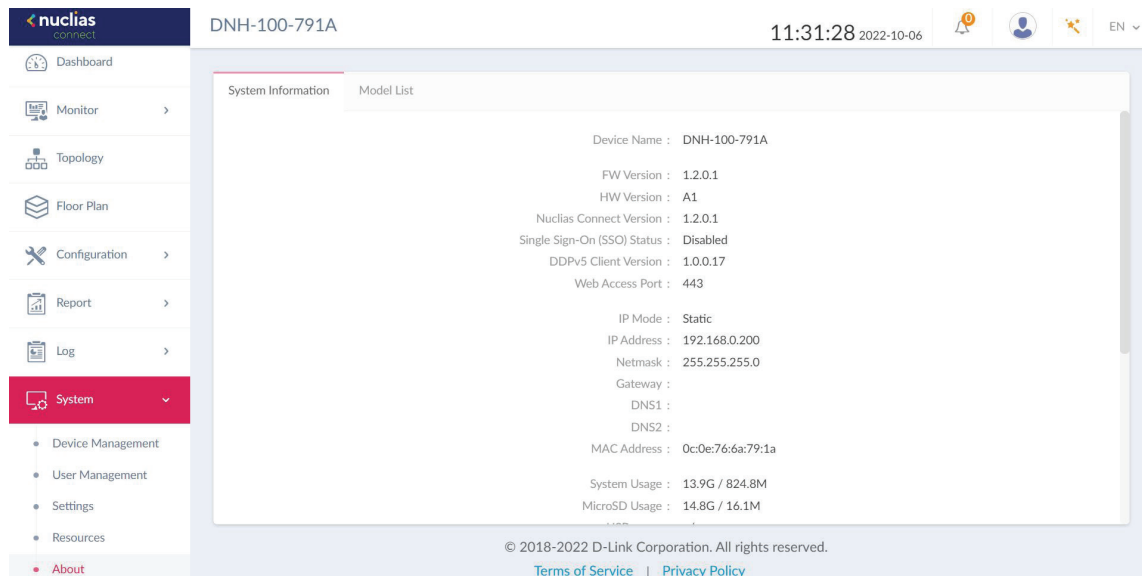 nuclias
connect
DNH-100-791A
11:31:28 2022-10-06
0
EN
Dashboard
Monitor
Topology
Floor Plan
Configuration
Report
Log
System
Device Management
User Management
Settings
Resources
About
System Information Model List
Device Name : DNH-100-791A
FW Version : 1.2.0.1
HW Version : A1
Nuclias Connect Version : 1.2.0.1
Single Sign-On (SSO) Status : Disabled
DDPv5 Client Version : 1.0.0.17
Web Access Port : 443
IP Mode : Static
IP Address : 192.168.0.200
Netmask : 255.255.255.0
Gateway :
DNS1 :
DNS2 :
MAC Address : 0c:0e:76:6a:79:1a
System Usage : 13.9G / 824.8M
MicroSD Usage : 14.8G / 16.1M
© 2018-2022 D-Link Corporation. All rights reserved.
Terms of Service | Privacy Policy